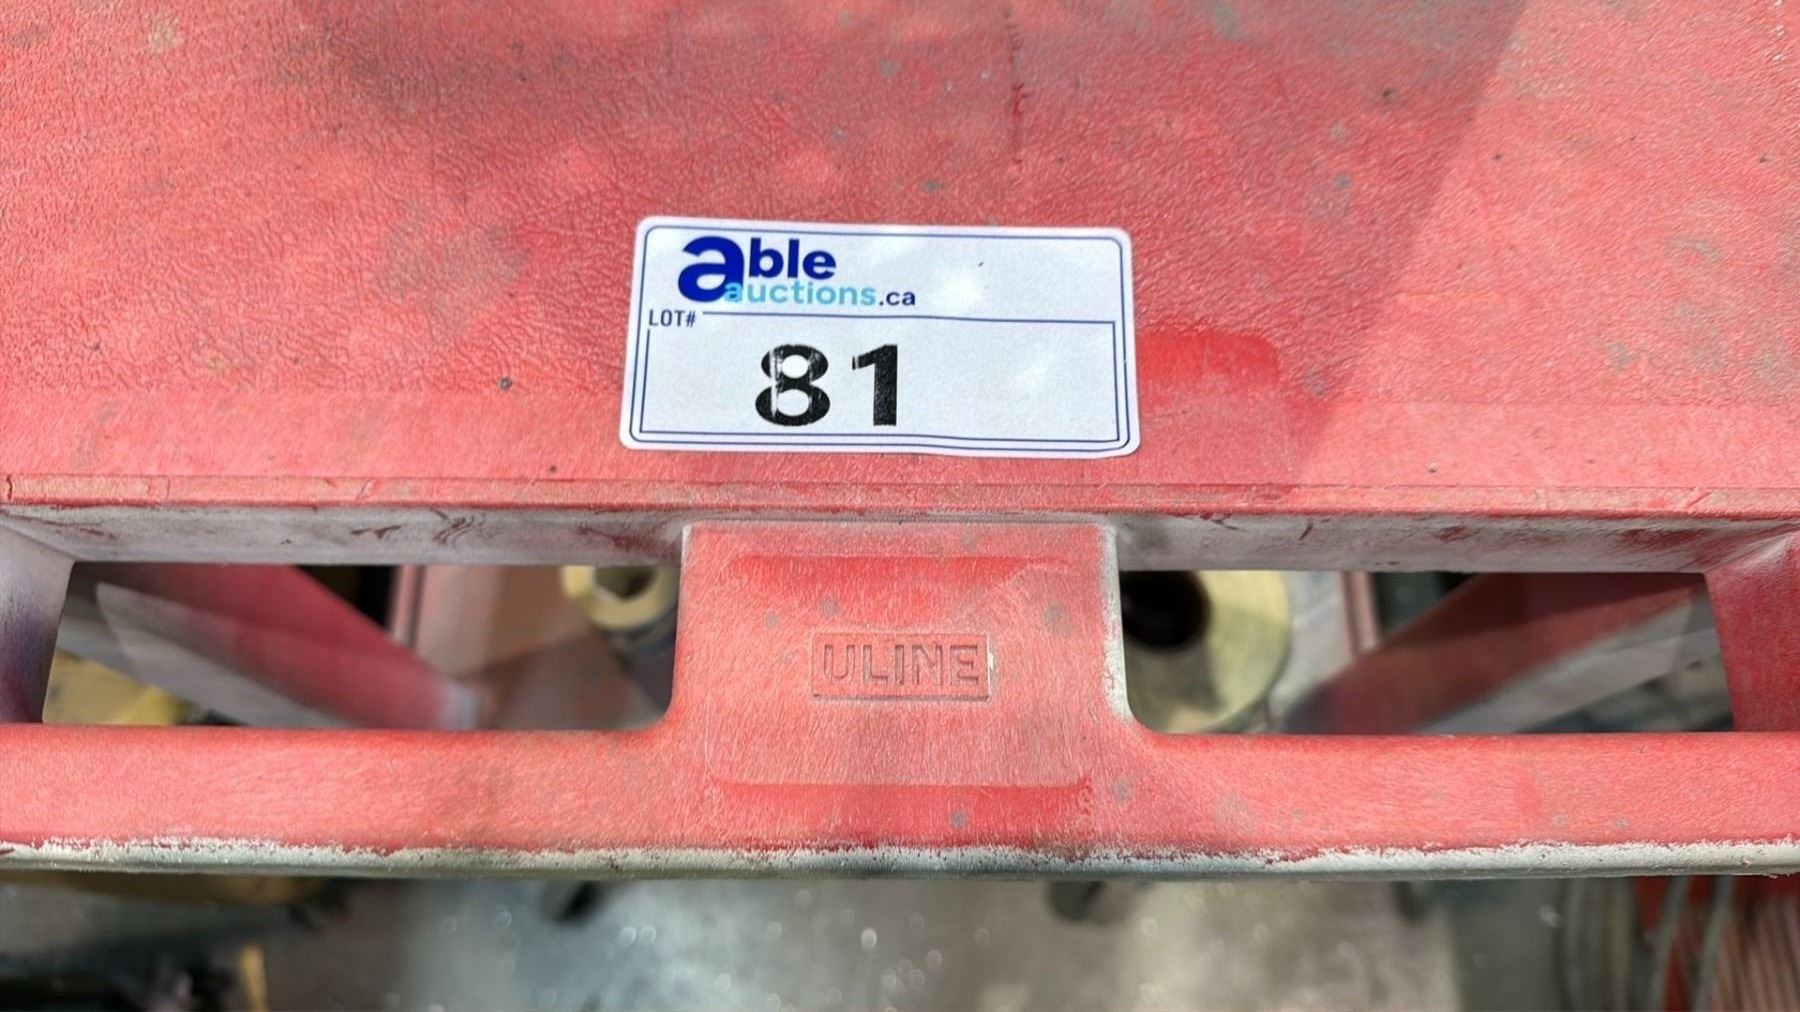 able
auctions.ca
LOT#
81
ULINE